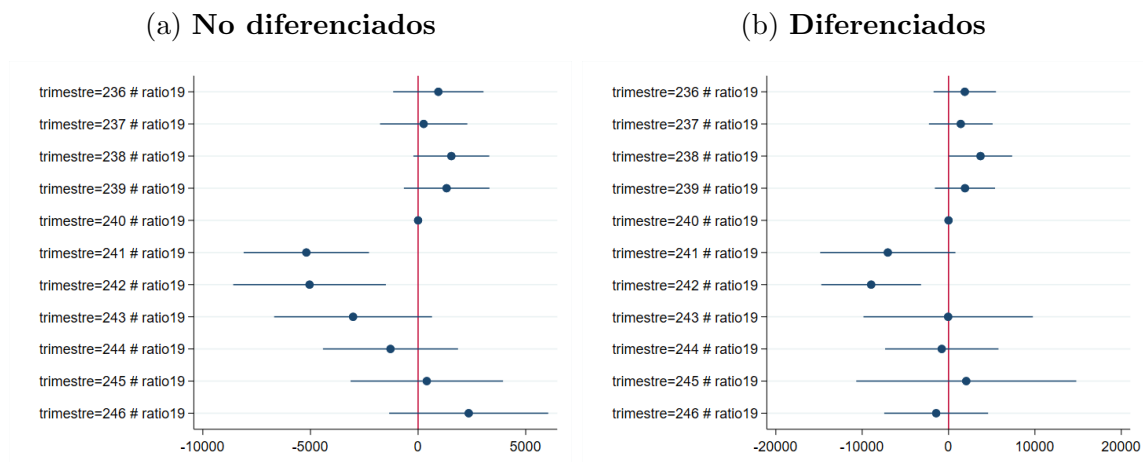 (a) No diferenciados
trimestre=236 # ratio19
trimestre=237 # ratio19
trimestre=238 # ratio19
trimestre=239 # ratio19
trimestre=240 # ratio19
trimestre=241 # ratio19
trimestre=242 # ratio19
trimestre=243 # ratio19
trimestre=244 # ratio19
trimestre=245 # ratio19
trimestre=246 # ratio19
-10000 -5000 0 5000
(b) Diferenciados
trimestre=236 # ratio19
trimestre=237 # ratio19
trimestre=238 # ratio19
trimestre=239 # ratio19
trimestre=240 # ratio19
trimestre=241 # ratio19
trimestre=242 # ratio19
trimestre=243 # ratio19
trimestre=244 # ratio19
trimestre=245 # ratio19
trimestre=246 # ratio19
-20000 -10000 0 10000 20000